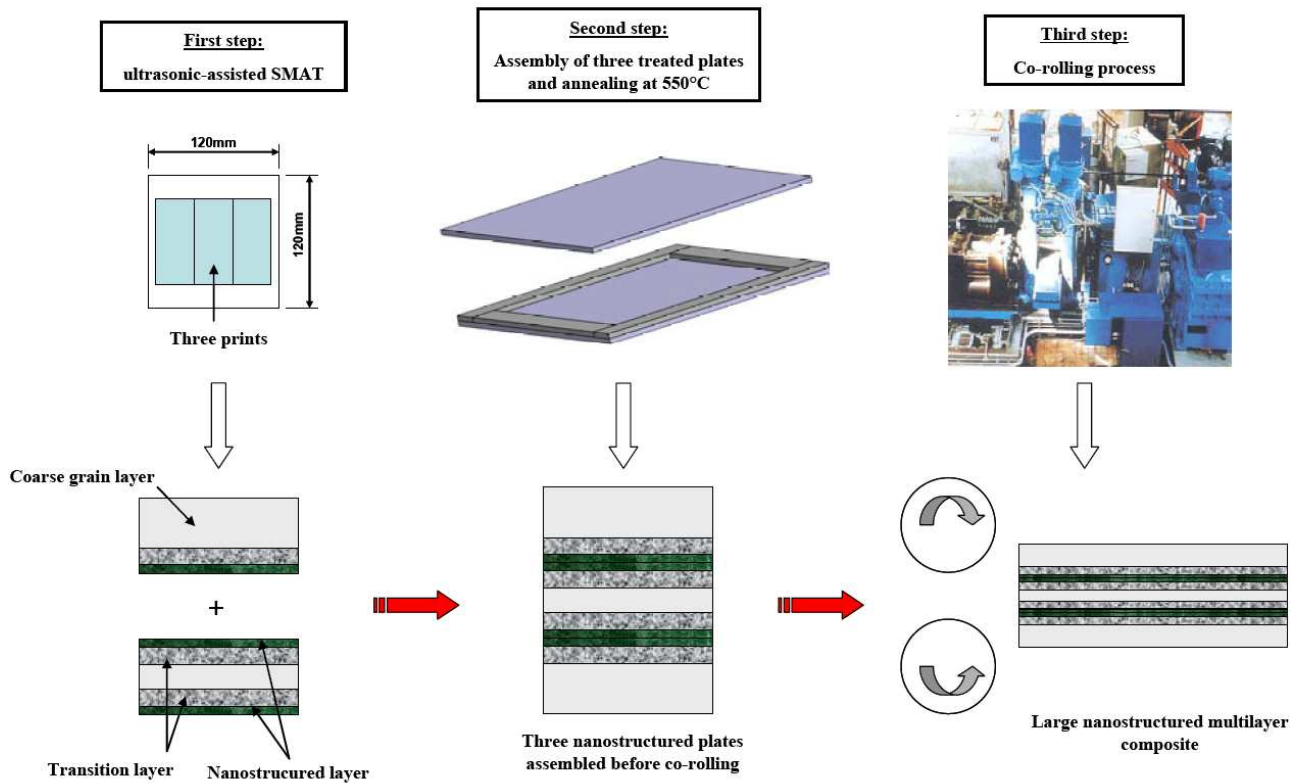 First step:
ultrasonic-assisted SMAT
Second step:
Assembly of three treated plates
and annealing at 550°C
Third step:
Co-rolling process
120mm
120mm
Three prints
Coarse grain layer
+
Transition layer
Nanostrucured layer
Three nanostructured plates
assembled before co-rolling
Large nanostructured multilayer
composite